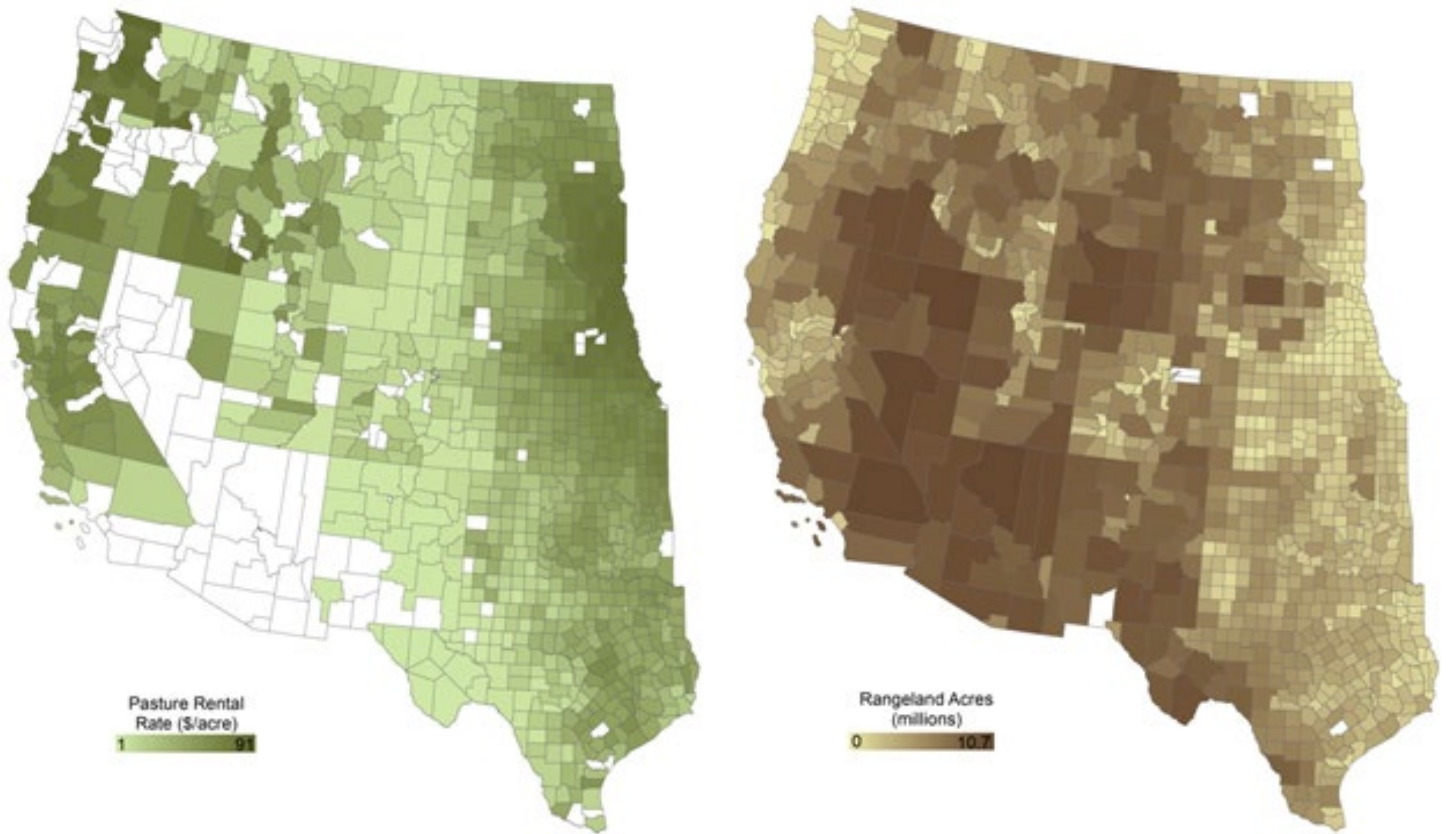 Pasture Rental
Rate ($/acre)
1 91
Rangeland Acres
(millions)
0 10.7